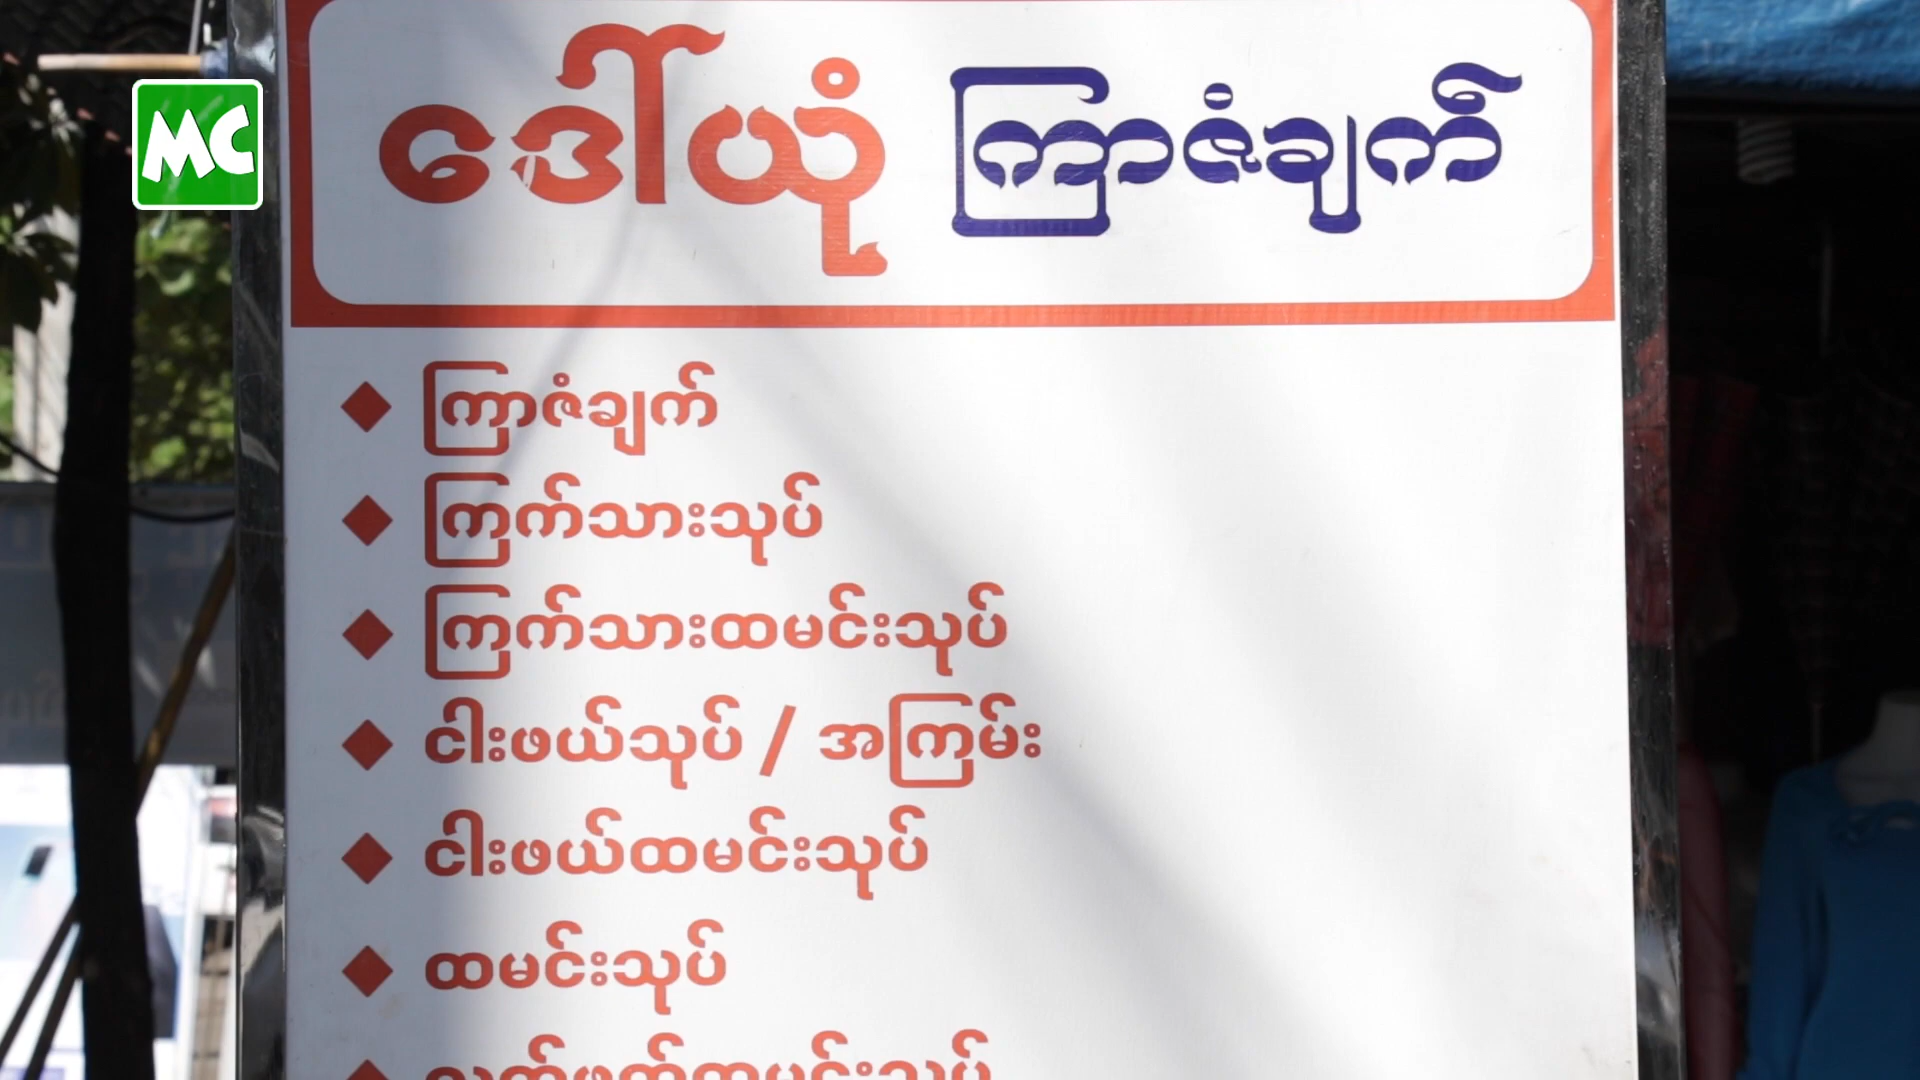 MC
ဒေါ်ယုံ ကြာဇံချက်
ကြာဇံချက်
ကြက်သားသုပ်
ကြက်သားထမင်းသုပ်
ငါးဖယ်သုပ် / အကြမ်း
ငါးဖယ်ထမင်းသုပ်
ထမင်းသုပ်